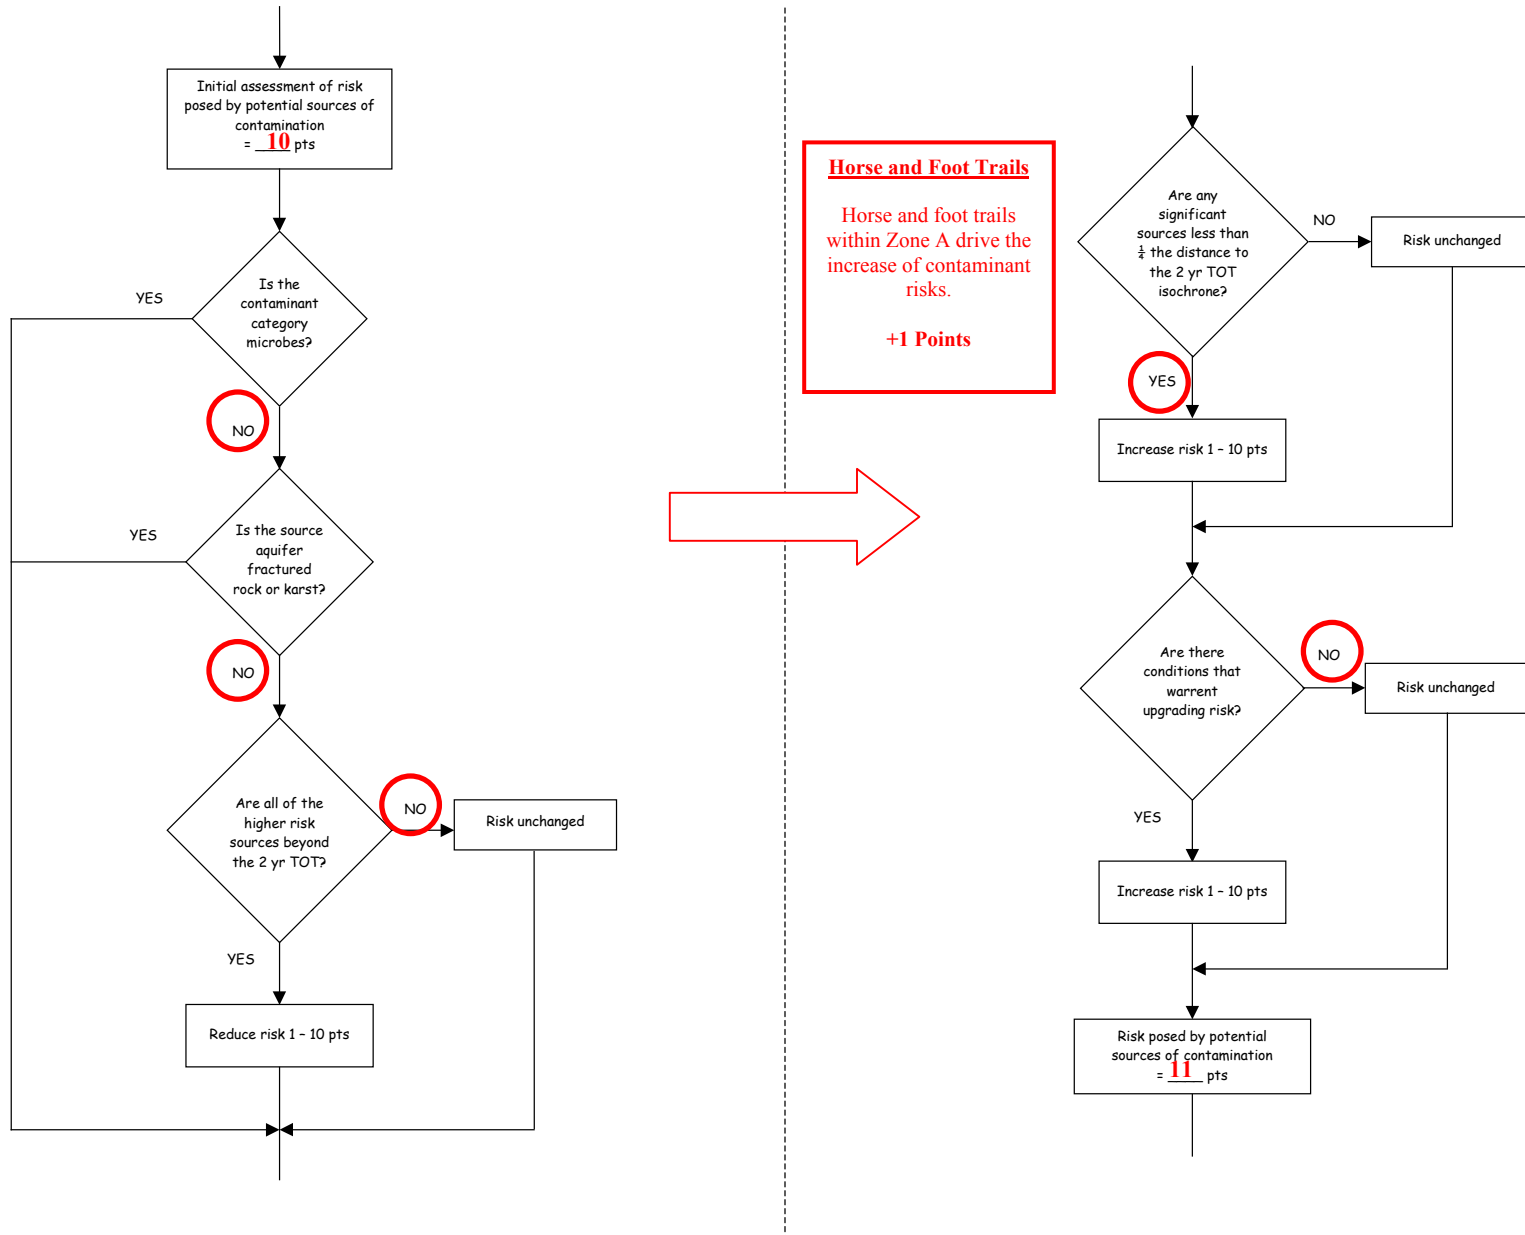 Initial assessment of risk
posed by potential sources of
contamination
= 10 pts
Is the
contaminant
category
microbes?
YES
NO
Is the source
aquifer
fractured
rock or karst?
YES
NO
Are all of the
higher risk
sources beyond
the 2 yr TOT?
NO
Risk unchanged
YES
Reduce risk 1 – 10 pts
Horse and Foot Trails
Horse and foot trails
within Zone A drive the
increase of contaminant
risks.
+1 Points
Are any
significant
sources less than
¼ the distance to
the 2 yr TOT
isochrone?
NO
Risk unchanged
YES
Increase risk 1 – 10 pts
Are there
conditions that
warrent
upgrading risk?
NO
Risk unchanged
YES
Increase risk 1 – 10 pts
Risk posed by potential
sources of contamination
= 11 pts